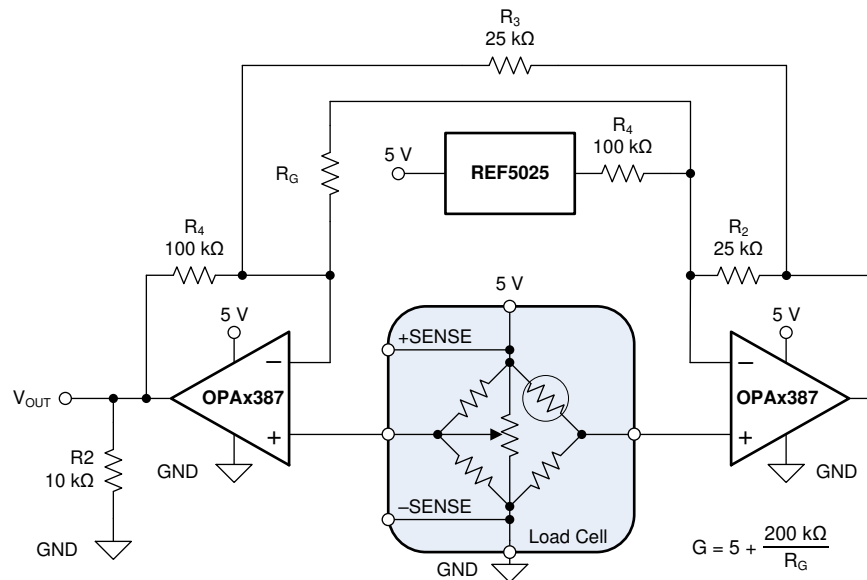 R3
25 kΩ
R4
100 kΩ
5 V
REF5025
RG
R4
100 kΩ
R2
25 kΩ
5 V
5 V
5 V
+SENSE
–
–
OPAx387
OPAx387
VOUT
+
+
R2
10 kΩ
GND
GND
–SENSE
Load Cell
GND
GND
G = 5 + 200 kΩ / RG